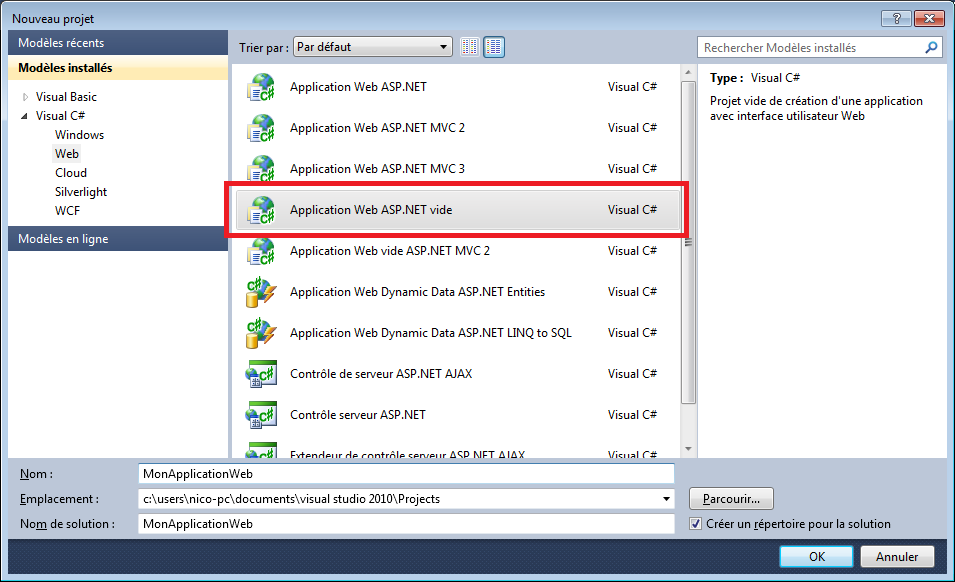 Nouveau projet
Modèles récents
Modèles installés
Visual Basic
Visual C#
Windows
Web
Cloud
Silverlight
WCF
Modèles en ligne
Trier par : Par défaut
Rechercher Modèles installés
Application Web ASP.NET Visual C#
Application Web ASP.NET MVC 2 Visual C#
Application Web ASP.NET MVC 3 Visual C#
Application Web ASP.NET vide Visual C#
Application Web vide ASP.NET MVC 2 Visual C#
Application Web Dynamic Data ASP.NET Entities Visual C#
Application Web Dynamic Data ASP.NET LINQ to SQL Visual C#
Contrôle de serveur ASP.NET AJAX Visual C#
Contrôle serveur ASP.NET Visual C#
Extendeur de contrôle serveur ASP.NET AJAX Visual C#
Type : Visual C#
Projet vide de création d'une application
avec interface utilisateur Web
Nom : MonApplicationWeb
Emplacement : c:\users\nico-pc\documents\visual studio 2010\Projects Parcourir...
Nom de solution : MonApplicationWeb Créer un répertoire pour la solution
OK Annuler